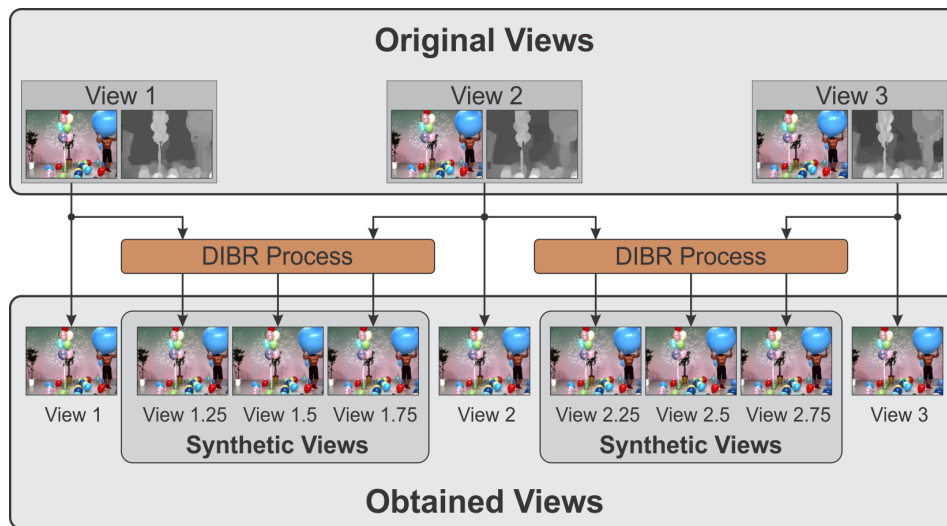 Original Views
View 1
View 2
View 3
DIBR Process
DIBR Process
View 1
View 1.25
View 1.5
View 1.75
View 2
View 2.25
View 2.5
View 2.75
View 3
Synthetic Views
Synthetic Views
Obtained Views